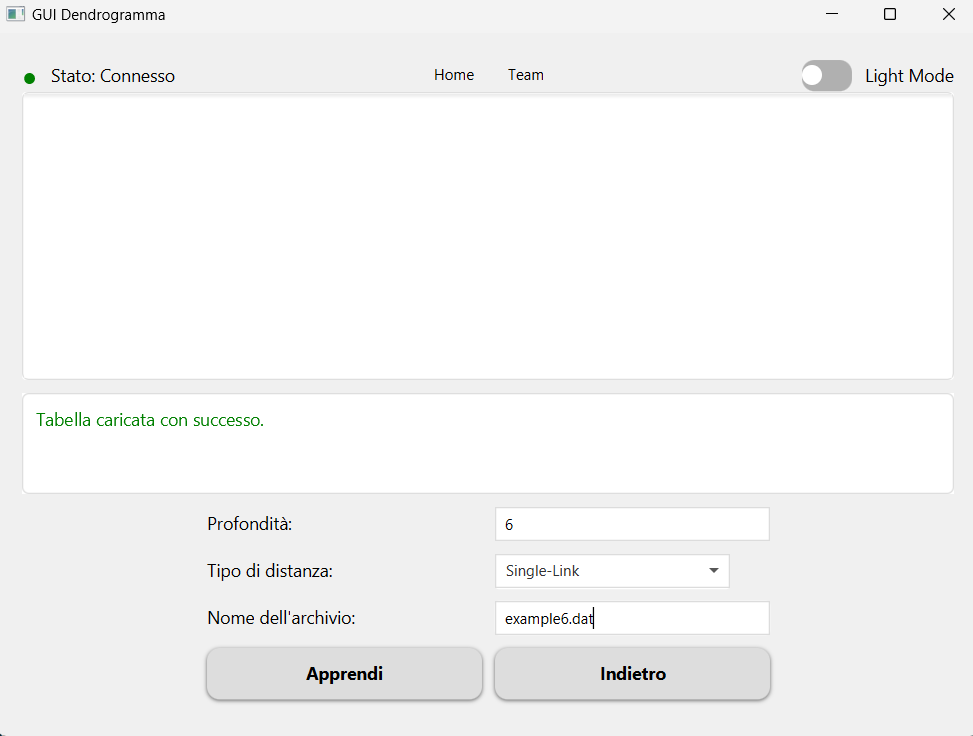 GUI Dendrogramma
Stato: Connesso Home Team Light Mode
Tabella caricata con successo.
Profondità: 6
Tipo di distanza: Single-Link
Nome dell'archivio: example6.dat
Apprendi Indietro